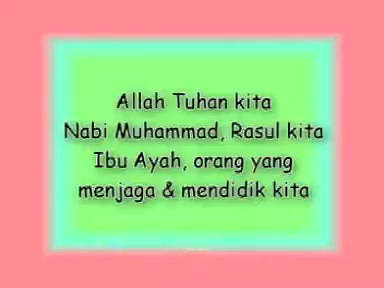 Allah Tuhan kita
Nabi Muhammad, Rasul kita
Ibu Ayah, orang yang
menjaga & mendidik kita